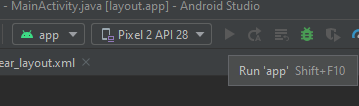 - MainActivity.java [layout.app] - Android Studio
app
Pixel 2 API 28
ear_layout.xml
Run 'app' Shift+F10